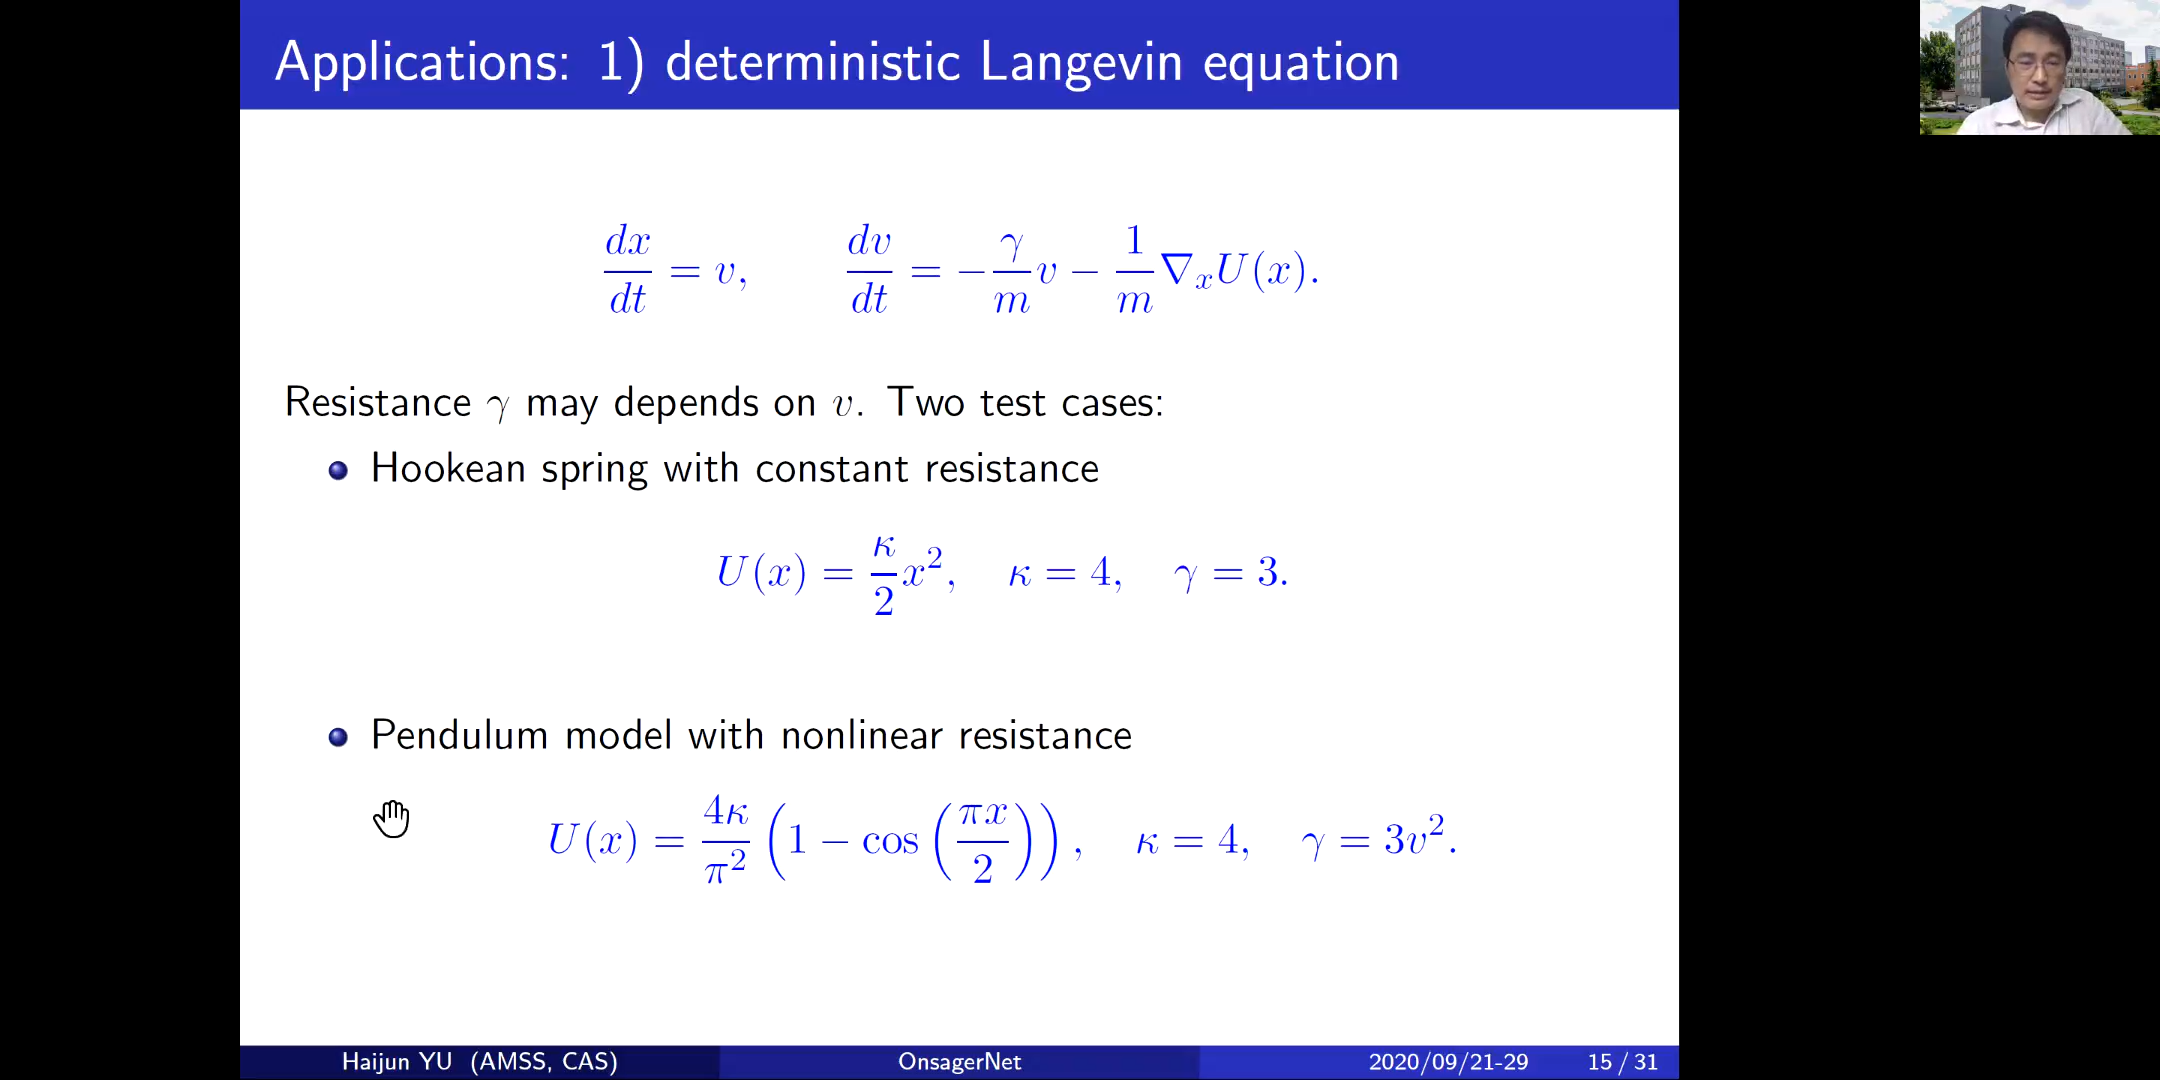 Applications: 1) deterministic Langevin equation
dx/dt = v, dv/dt = −γ/m v − 1/m ∇ₓU(x).
Resistance γ may depends on v. Two test cases:
Hookean spring with constant resistance
U(x) = κ/2 x², κ = 4, γ = 3.
Pendulum model with nonlinear resistance
U(x) = 4κ/π² (1 − cos(πx/2)), κ = 4, γ = 3v².
Haijun YU (AMSS, CAS) OnsagerNet 2020/09/21-29 15 / 31